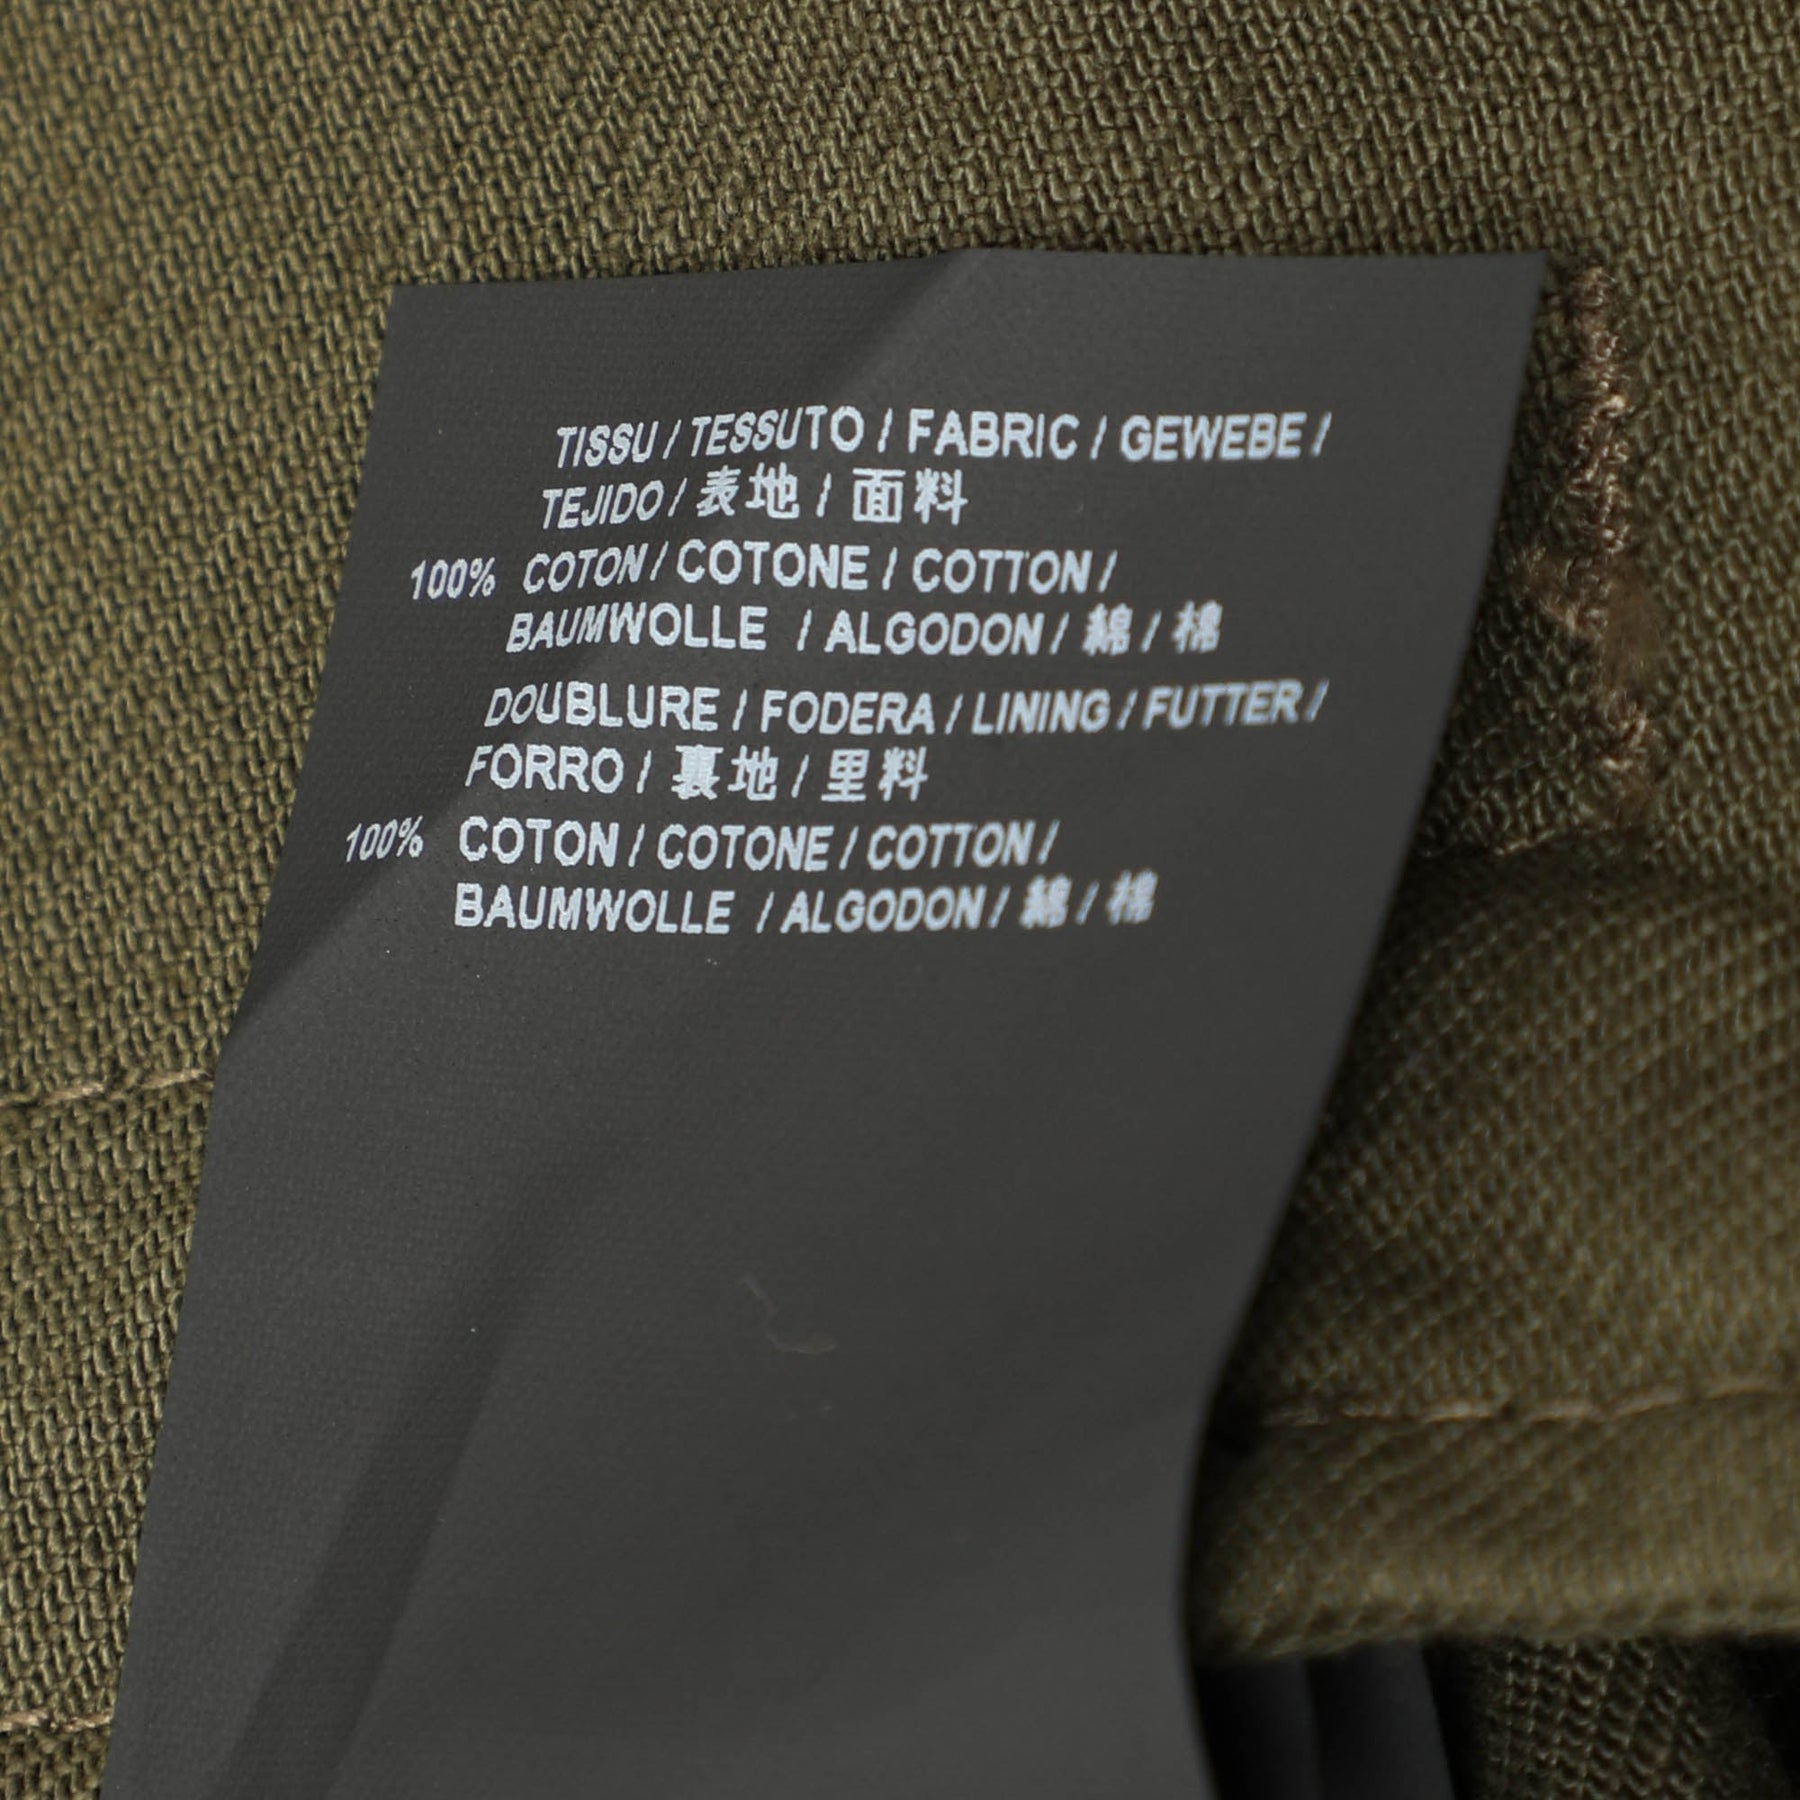 TISSU / TESSUTO / FABRIC / GEWEBE /
TEJIDO / 表地 / 面料
100% COTON / COTONE / COTTON /
BAUMWOLLE / ALGODON / 綿 / 棉
DOUBLURE / FODERA / LINING / FUTTER /
FORRO / 裏地 / 里料
100% COTON / COTONE / COTTON /
BAUMWOLLE / ALGODON / 綿 / 棉